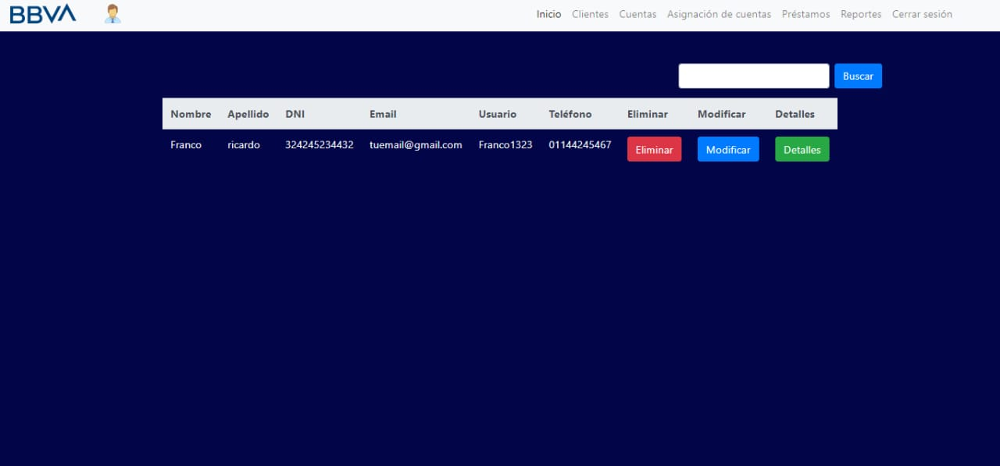 BBVA Inicio Clientes Cuentas Asignación de cuentas Préstamos Reportes Cerrar sesión
Buscar
Nombre Apellido DNI Email Usuario Teléfono Eliminar Modificar Detalles
Franco ricardo 324245234432 tuemail@gmail.com Franco1323 01144245467 Eliminar Modificar Detalles